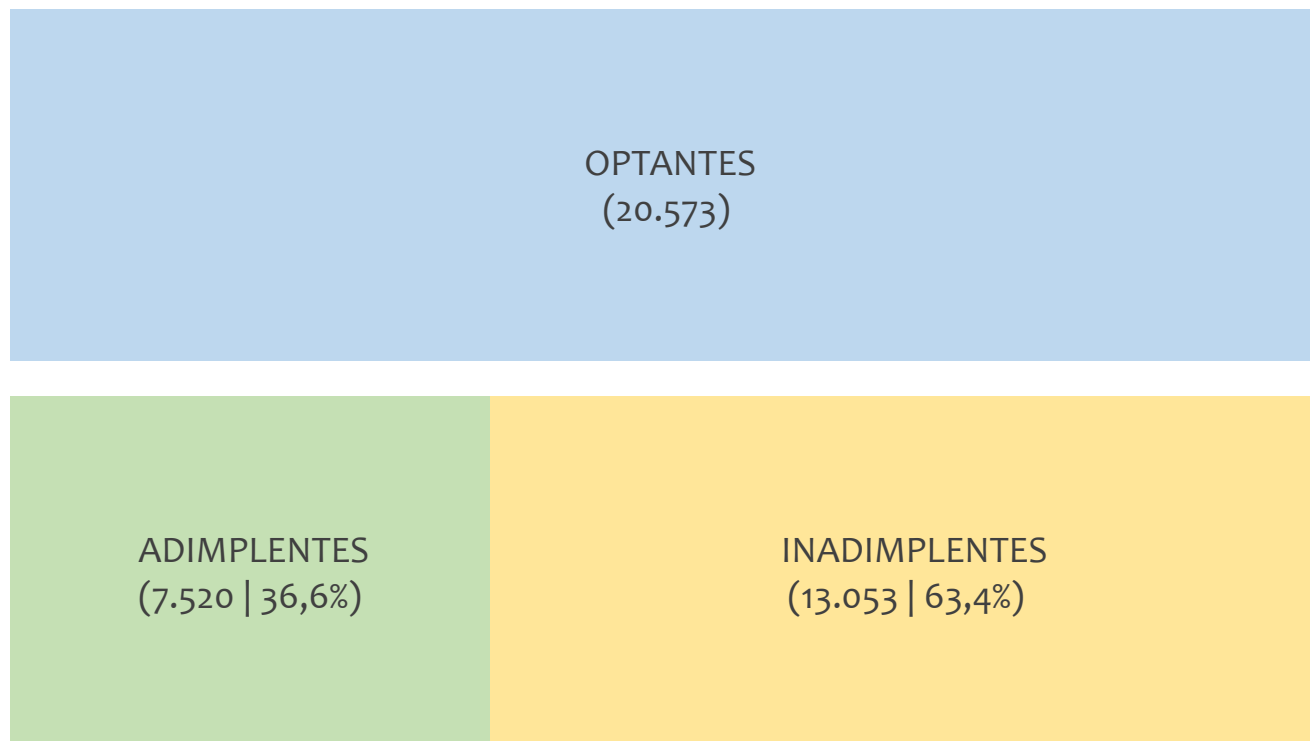 OPTANTES
(20.573)
ADIMPLENTES
(7.520 | 36,6%)
INADIMPLENTES
(13.053 | 63,4%)